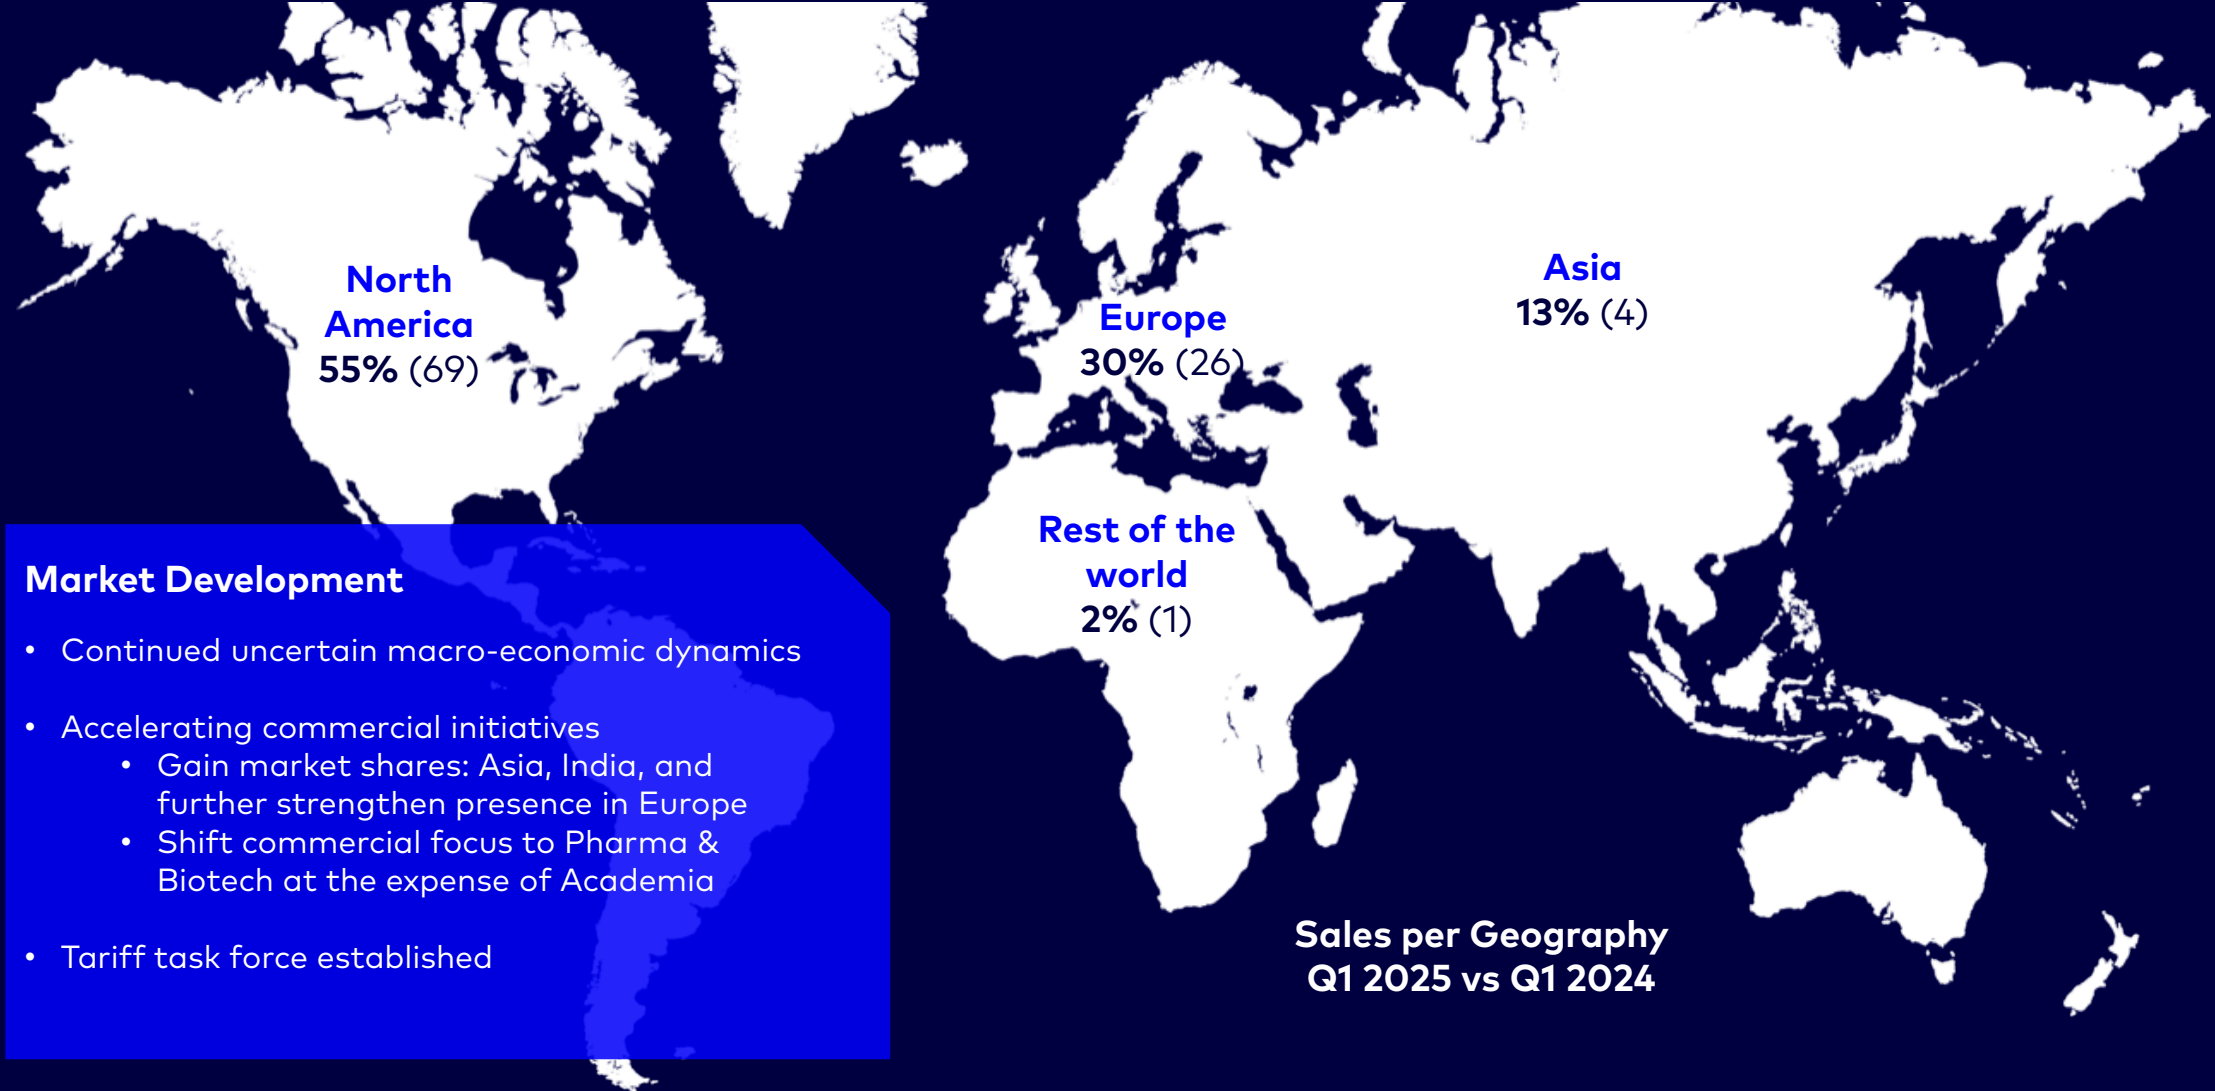 North
America
55% (69)
Europe
30% (26)
Asia
13% (4)
Rest of the
world
2% (1)
Market Development
• Continued uncertain macro-economic dynamics
• Accelerating commercial initiatives
• Gain market shares: Asia, India, and
further strengthen presence in Europe
• Shift commercial focus to Pharma &
Biotech at the expense of Academia
• Tariff task force established
Sales per Geography
Q1 2025 vs Q1 2024